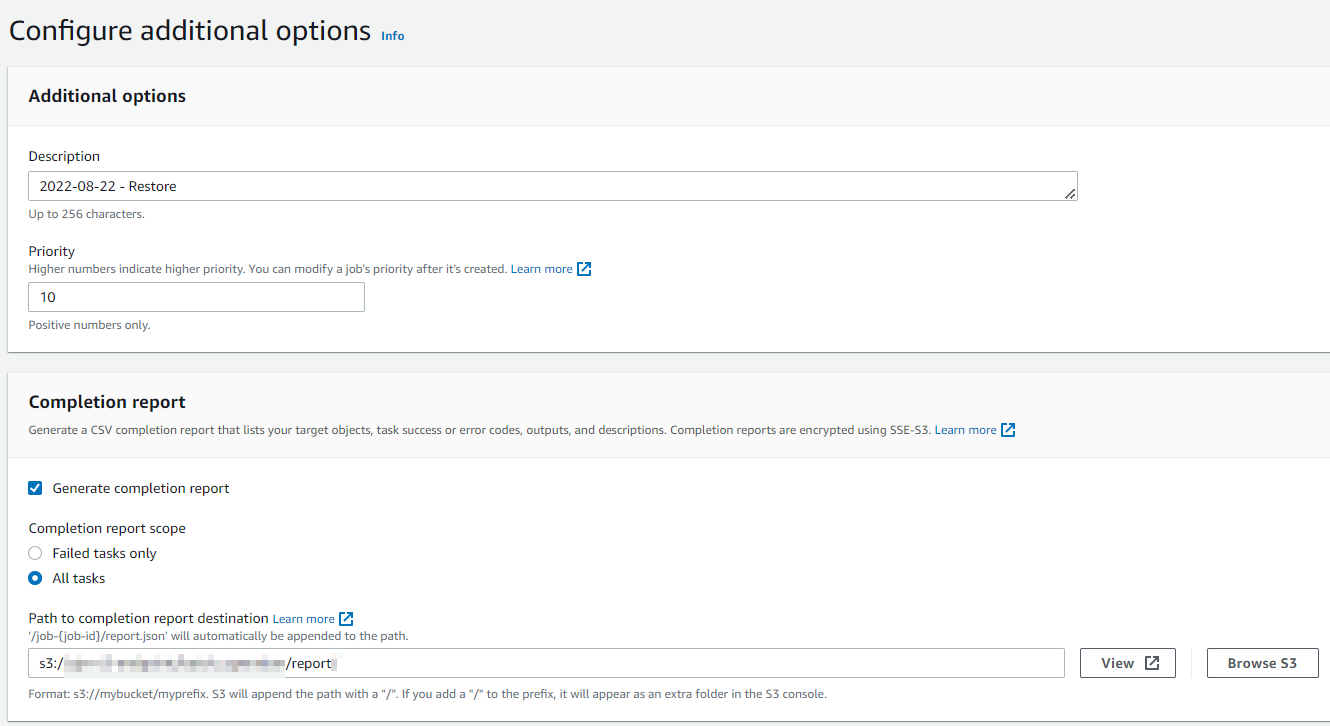 Configure additional options Info
Additional options
Description
2022-08-22 - Restore
Up to 256 characters.
Priority
Higher numbers indicate higher priority. You can modify a job's priority after it's created. Learn more
10
Positive numbers only.
Completion report
Generate a CSV completion report that lists your target objects, task success or error codes, outputs, and descriptions. Completion reports are encrypted using SSE-S3. Learn more
Generate completion report
Completion report scope
Failed tasks only
All tasks
Path to completion report destination Learn more
'/job-{job-id}/report.json' will automatically be appended to the path.
s3:/ /report
View
Browse S3
Format: s3://mybucket/myprefix. S3 will append the path with a "/". If you add a "/" to the prefix, it will appear as an extra folder in the S3 console.